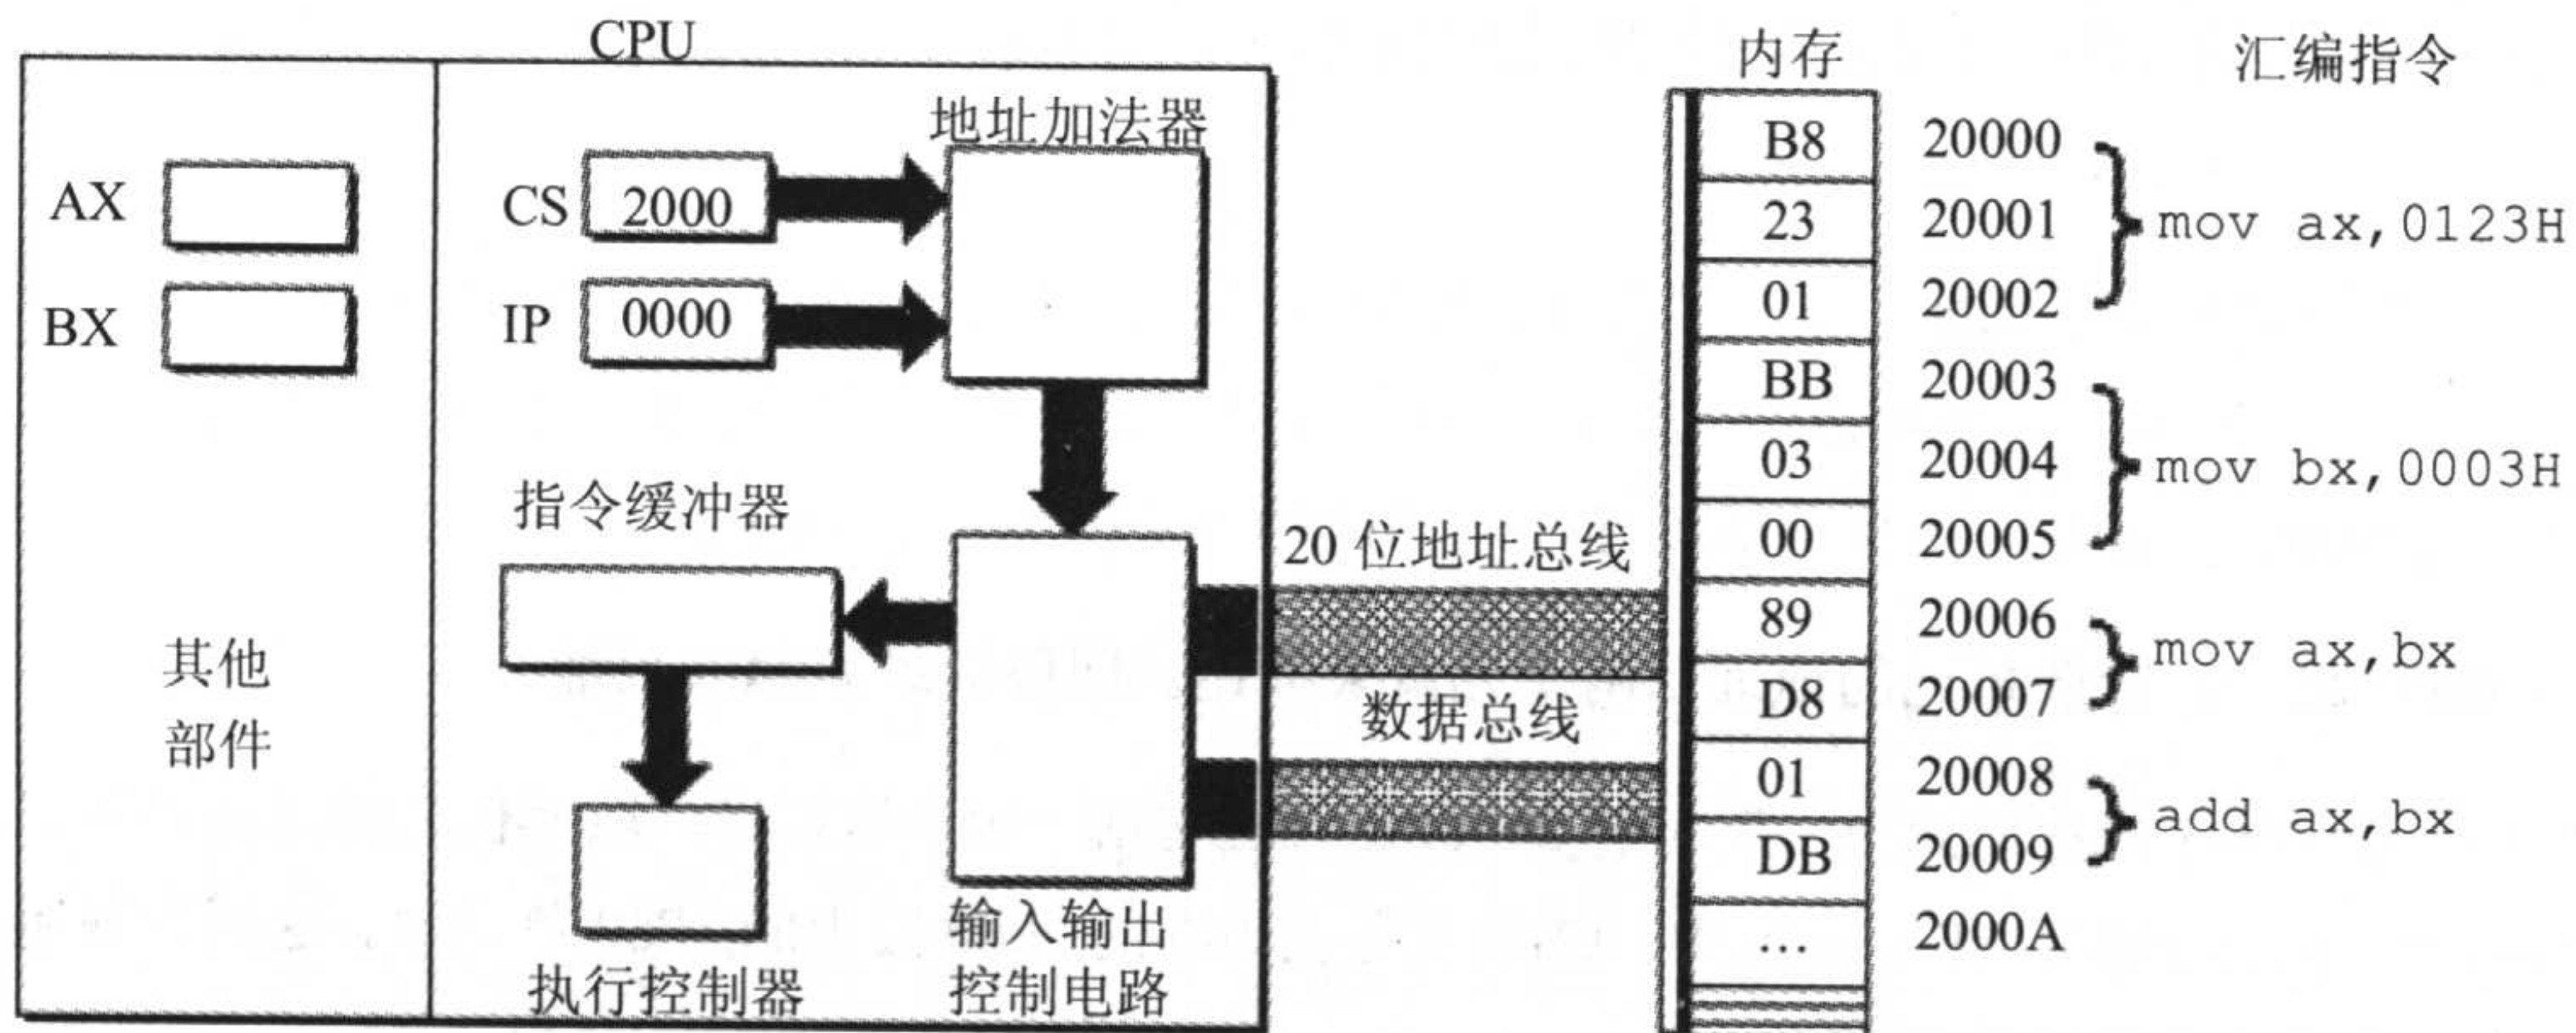 CPU
AX
BX
其他
部件
CS
2000
IP
0000
地址加法器
指令缓冲器
执行控制器
输入输出
控制电路
20 位地址总线
数据总线
内存
汇编指令
B8 20000
23 20001 mov ax,0123H
01 20002
BB 20003
03 20004 mov bx,0003H
00 20005
89 20006
mov ax,bx
D8 20007
01 20008
add ax,bx
DB 20009
… 2000A